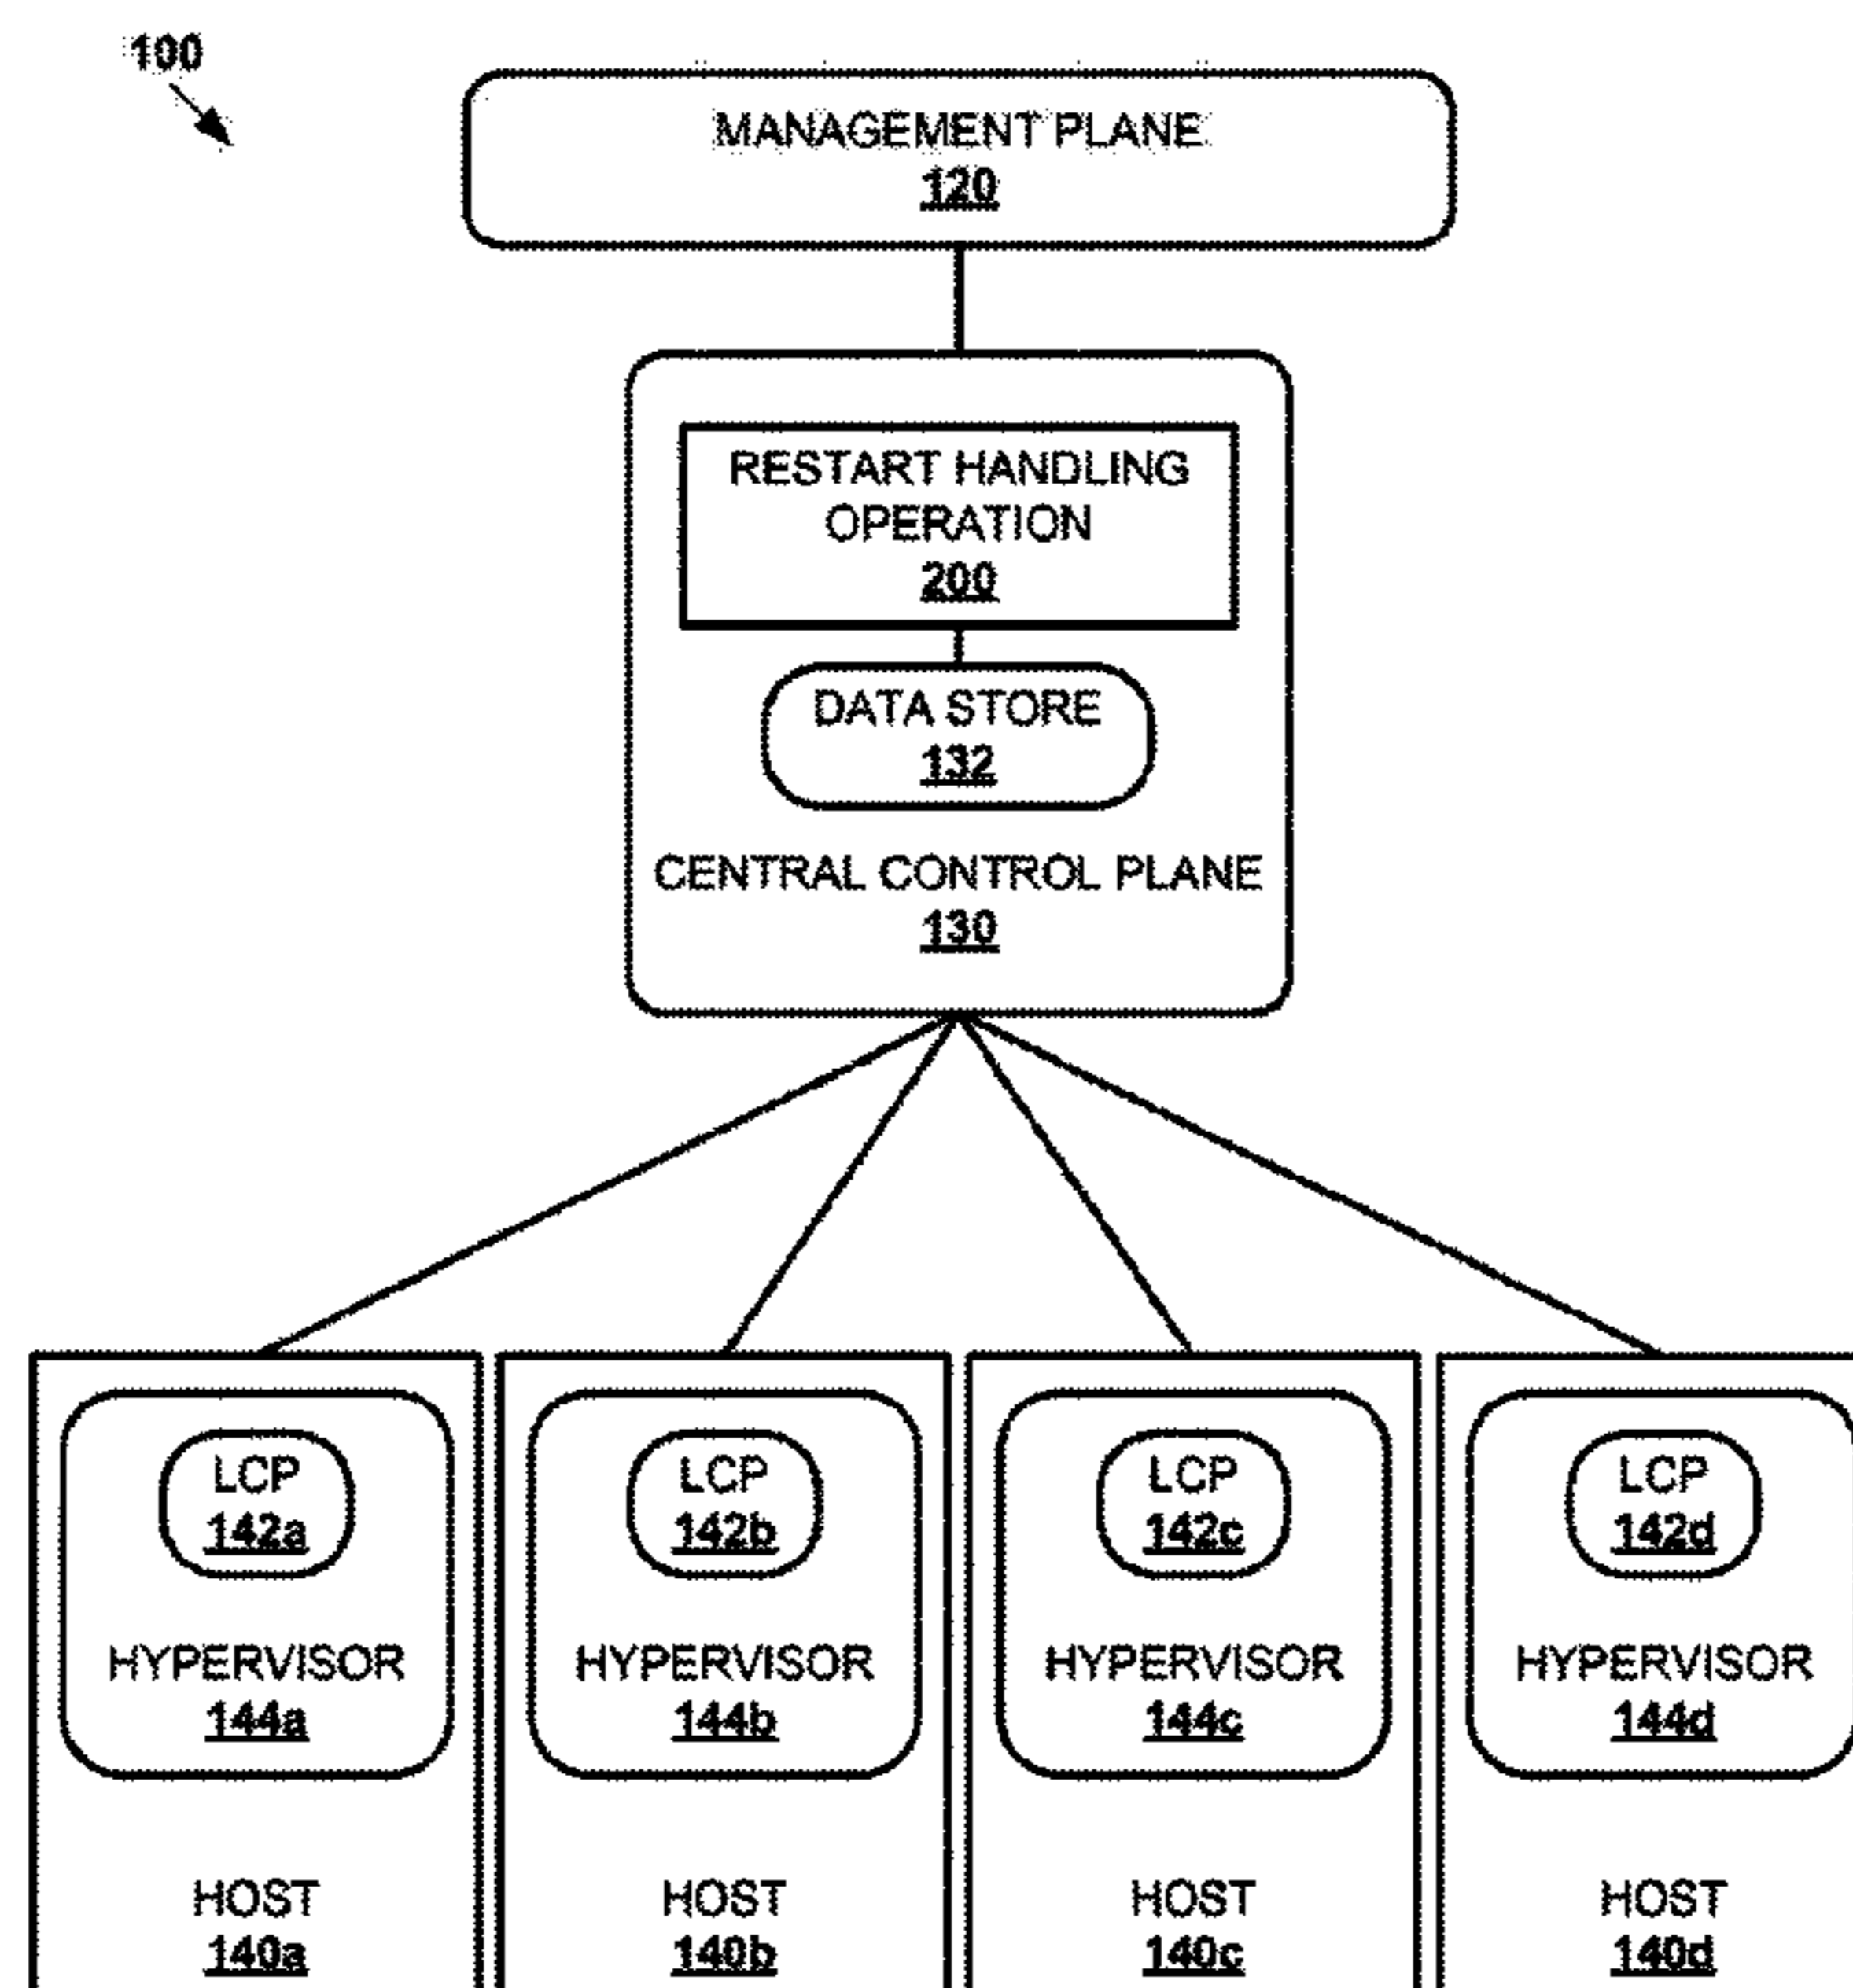 100
MANAGEMENT PLANE
120
RESTART HANDLING
OPERATION
200
DATA STORE
132
CENTRAL CONTROL PLANE
130
LCP
142a
HYPERVISOR
144a
HOST
140a
LCP
142b
HYPERVISOR
144b
HOST
140b
LCP
142c
HYPERVISOR
144c
HOST
140c
LCP
142d
HYPERVISOR
144d
HOST
140d